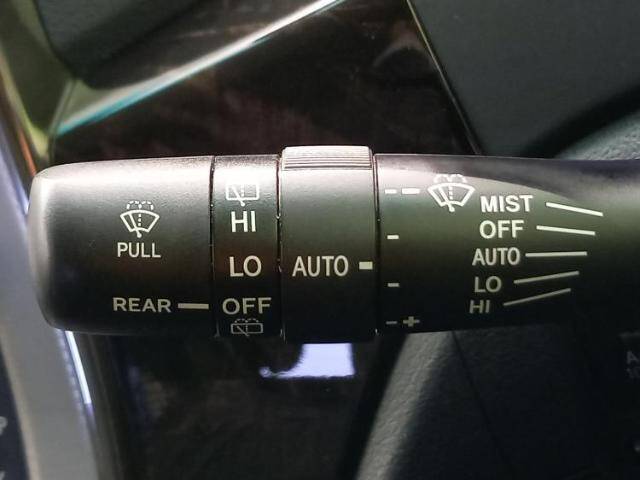 PULL
REAR
HI
LO
OFF
AUTO
- --
-
-
- +
MIST
OFF
AUTO
LO
HI